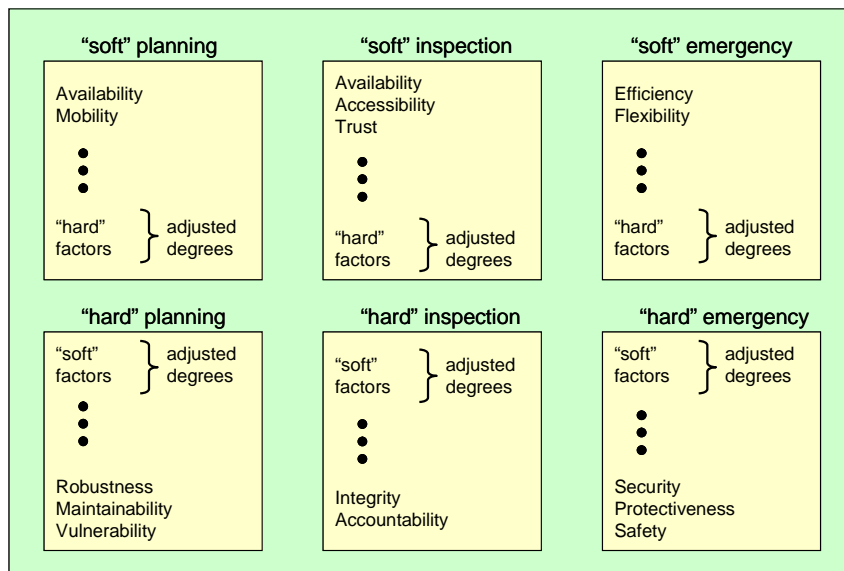 “soft” planning
Availability
Mobility
“hard”
factors
adjusted
degrees
“soft” inspection
Availability
Accessibility
Trust
“hard”
factors
adjusted
degrees
“soft” emergency
Efficiency
Flexibility
“hard”
factors
adjusted
degrees
“hard” planning
“soft”
factors
adjusted
degrees
Robustness
Maintainability
Vulnerability
“hard” inspection
“soft”
factors
adjusted
degrees
Integrity
Accountability
“hard” emergency
“soft”
factors
adjusted
degrees
Security
Protectiveness
Safety